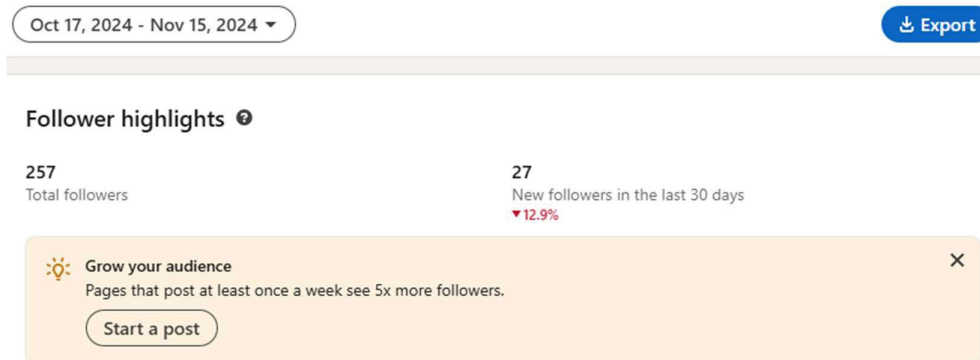 Oct 17, 2024 - Nov 15, 2024
Export
Follower highlights
257
Total followers
27
New followers in the last 30 days
▼12.9%
Grow your audience
Pages that post at least once a week see 5x more followers.
Start a post